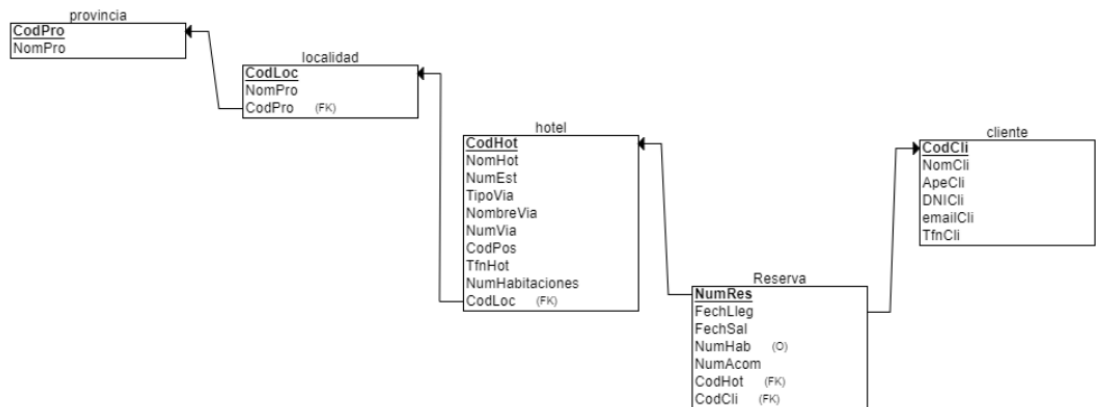 provincia
CodPro
NomPro
localidad
CodLoc
NomPro
CodPro (FK)
hotel
CodHot
NomHot
NumEst
TipoVia
NombreVia
NumVia
CodPos
TfnHot
NumHabitaciones
CodLoc (FK)
cliente
CodCli
NomCli
ApeCli
DNICli
emailCli
TfnCli
Reserva
NumRes
FechLleg
FechSal
NumHab (O)
NumAcom
CodHot (FK)
CodCli (FK)